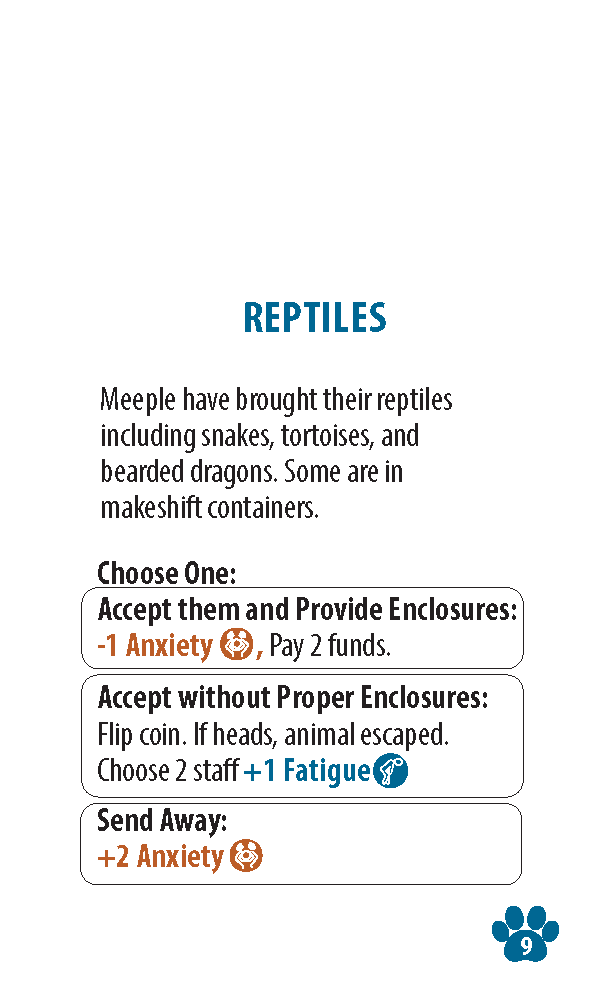 REPTILES
Meeple have brought their reptiles
including snakes, tortoises, and
bearded dragons. Some are in
makeshift containers.
Choose One:
Accept them and Provide Enclosures:
-1 Anxiety , Pay 2 funds.
Accept without Proper Enclosures:
Flip coin. If heads, animal escaped.
Choose 2 staff +1 Fatigue
Send Away:
+2 Anxiety
9